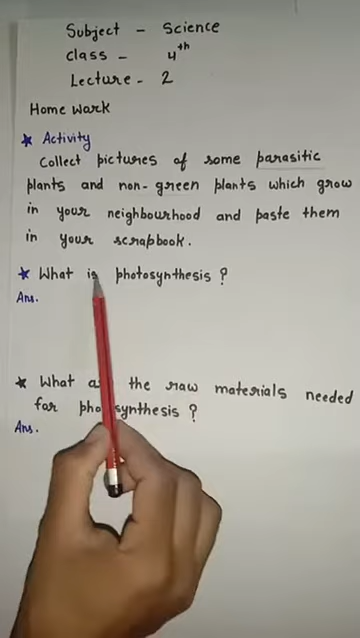 Subject - Science
Class - 4th
Lecture - 2
Home Work
* Activity
Collect pictures of some parasitic
plants and non-green plants which grow
in your neighbourhood and paste them
in your scrapbook.
* What is photosynthesis ?
Ans.
* What the raw materials needed
for photosynthesis ?
Ans.